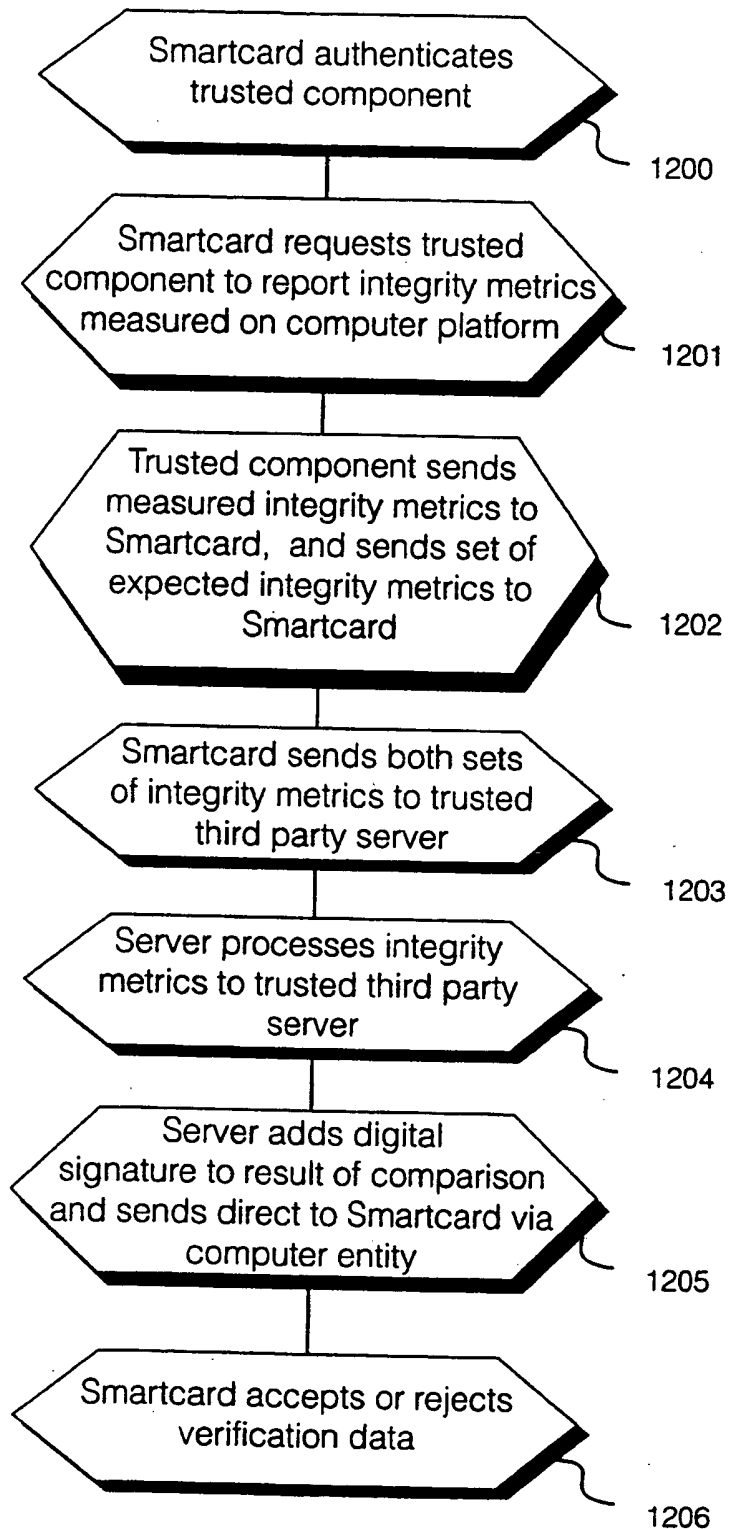 Smartcard authenticates
trusted component
1200
Smartcard requests trusted
component to report integrity metrics
measured on computer platform
1201
Trusted component sends
measured integrity metrics to
Smartcard, and sends set of
expected integrity metrics to
Smartcard
1202
Smartcard sends both sets
of integrity metrics to trusted
third party server
1203
Server processes integrity
metrics to trusted third party
server
1204
Server adds digital
signature to result of comparison
and sends direct to Smartcard via
computer entity
1205
Smartcard accepts or rejects
verification data
1206